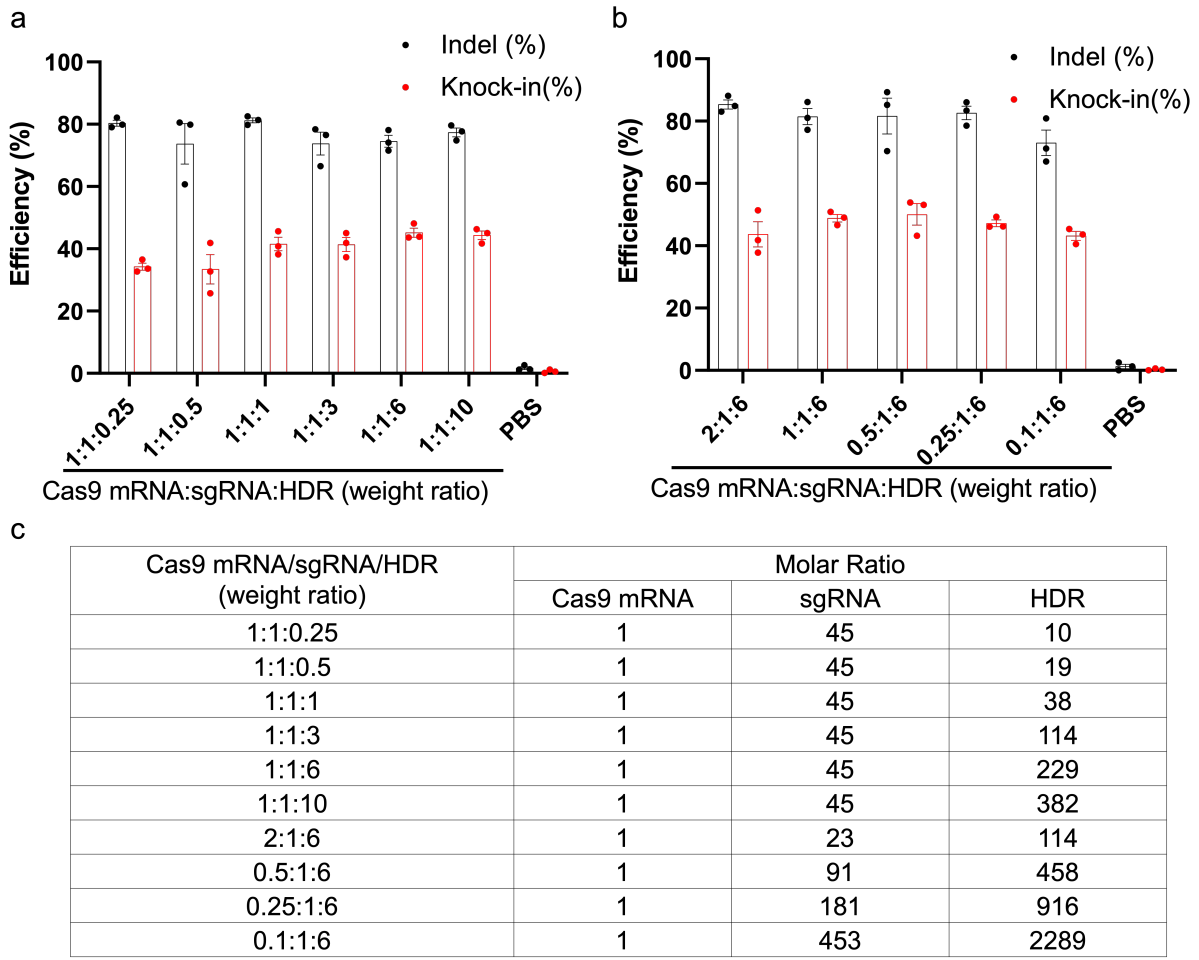 a
Indel (%)
Knock-in(%)
Efficiency (%)
100
80
60
40
20
0
1:1:0.25
1:1:0.5
1:1:1
1:1:3
1:1:6
1:1:10
PBS
Cas9 mRNA:sgRNA:HDR (weight ratio)
b
Indel (%)
Knock-in(%)
Efficiency (%)
100
80
60
40
20
0
2:1:6
1:1:6
0.5:1:6
0.25:1:6
0.1:1:6
PBS
Cas9 mRNA:sgRNA:HDR (weight ratio)
c
Cas9 mRNA/sgRNA/HDR
(weight ratio)
Molar Ratio
Cas9 mRNA sgRNA HDR
1:1:0.25 1 45 10
1:1:0.5 1 45 19
1:1:1 1 45 38
1:1:3 1 45 114
1:1:6 1 45 229
1:1:10 1 45 382
2:1:6 1 23 114
0.5:1:6 1 91 458
0.25:1:6 1 181 916
0.1:1:6 1 453 2289